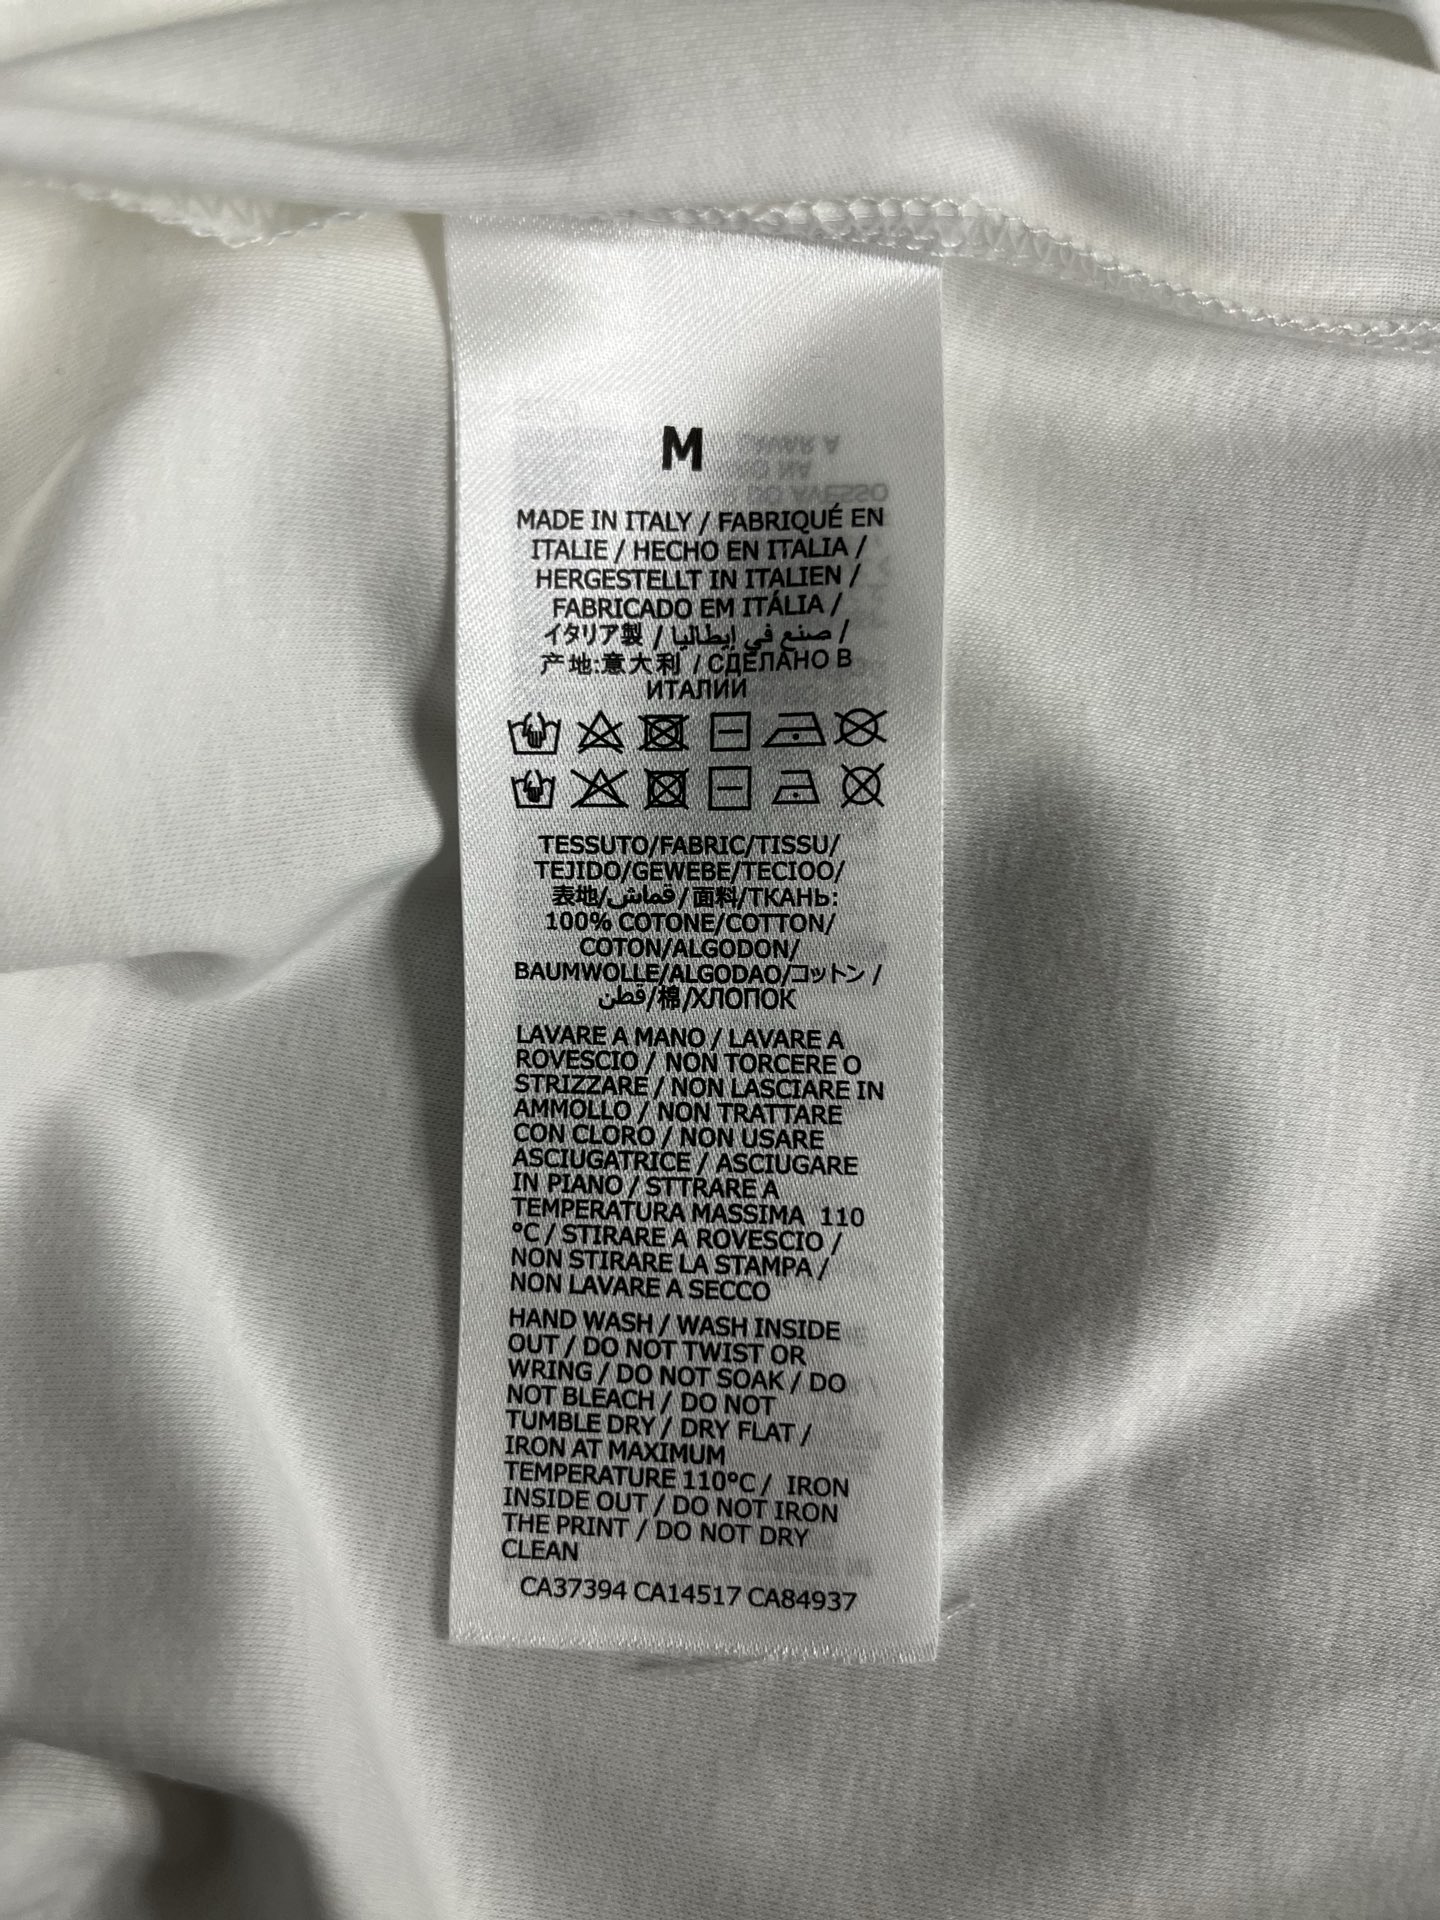 M
MADE IN ITALY / FABRIQUÉ EN
ITALIE / HECHO EN ITALIA /
HERGESTELLT IN ITALIEN /
FABRICADO EM ITÁLIA /
イタリア製 / صنع في إيطاليا /
产地:意大利 / СДЕЛАНО В
ИТАЛИИ
TESSUTO/FABRIC/TISSU/
TEJIDO/GEWEBE/TECIOO/
表地/قماش/面料/ТКАНЬ:
100% COTONE/COTTON/
COTON/ALGODON/
BAUMWOLLE/ALGODAO/コットン /
قطن/棉/ХЛОПОК
LAVARE A MANO / LAVARE A
ROVESCIO / NON TORCERE O
STRIZZARE / NON LASCIARE IN
AMMOLLO / NON TRATTARE
CON CLORO / NON USARE
ASCIUGATRICE / ASCIUGARE
IN PIANO / STTRARE A
TEMPERATURA MASSIMA 110
°C / STIRARE A ROVESCIO /
NON STIRARE LA STAMPA /
NON LAVARE A SECCO
HAND WASH / WASH INSIDE
OUT / DO NOT TWIST OR
WRING / DO NOT SOAK / DO
NOT BLEACH / DO NOT
TUMBLE DRY / DRY FLAT /
IRON AT MAXIMUM
TEMPERATURE 110°C / IRON
INSIDE OUT / DO NOT IRON
THE PRINT / DO NOT DRY
CLEAN
CA37394 CA14517 CA84937